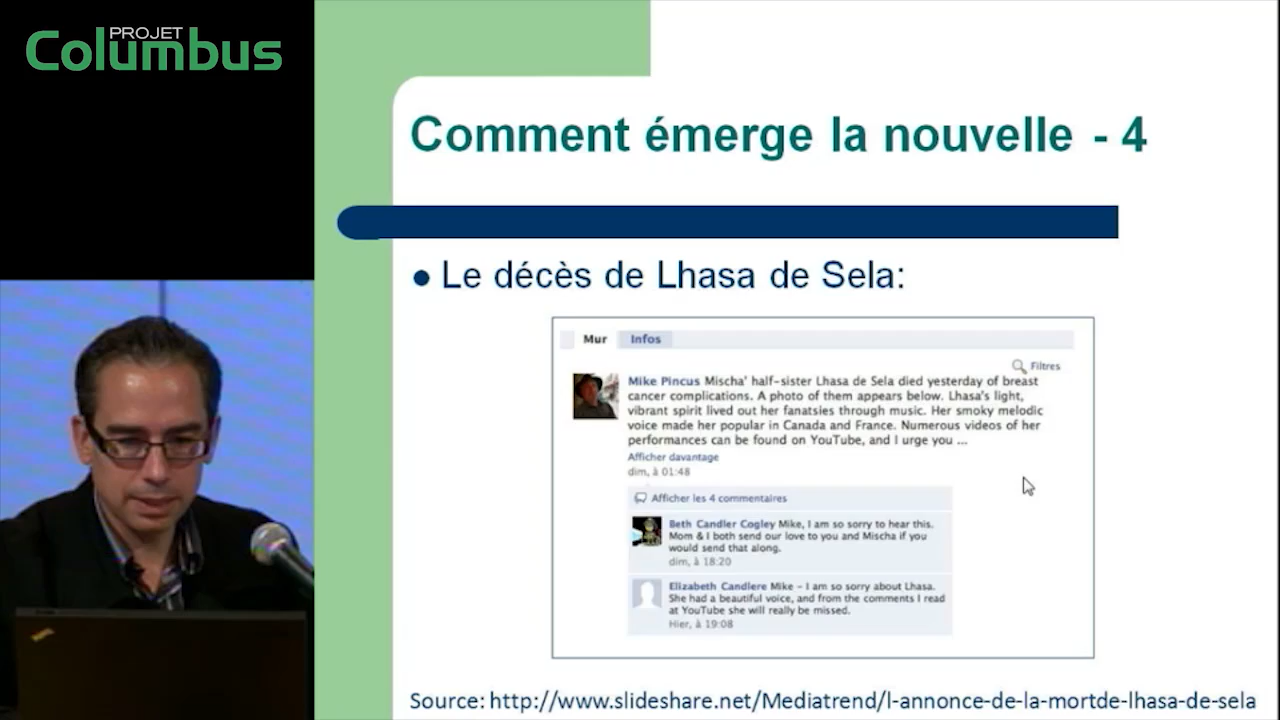 PROJET
Columbus
Comment émerge la nouvelle - 4
● Le décès de Lhasa de Sela:
Mur Infos
Filtres
Mike Pincus Mischa' half-sister Lhasa de Sela died yesterday of breast
cancer complications. A photo of them appears below. Lhasa's light,
vibrant spirit lived out her fanatsies through music. Her smoky melodic
voice made her popular in Canada and France. Numerous videos of her
performances can be found on YouTube, and I urge you ...
Afficher davantage
dim, à 01:48
Afficher les 4 commentaires
Beth Candler Cogley Mike, I am so sorry to hear this.
Mom & I both send our love to you and Mischa if you
would send that along.
dim, à 18:20
Elizabeth Candlere Mike - I am so sorry about Lhasa.
She had a beautiful voice, and from the comments I read
at YouTube she will really be missed.
Hier, à 19:08
Source: http://www.slideshare.net/Mediatrend/l-annonce-de-la-mortde-lhasa-de-sela